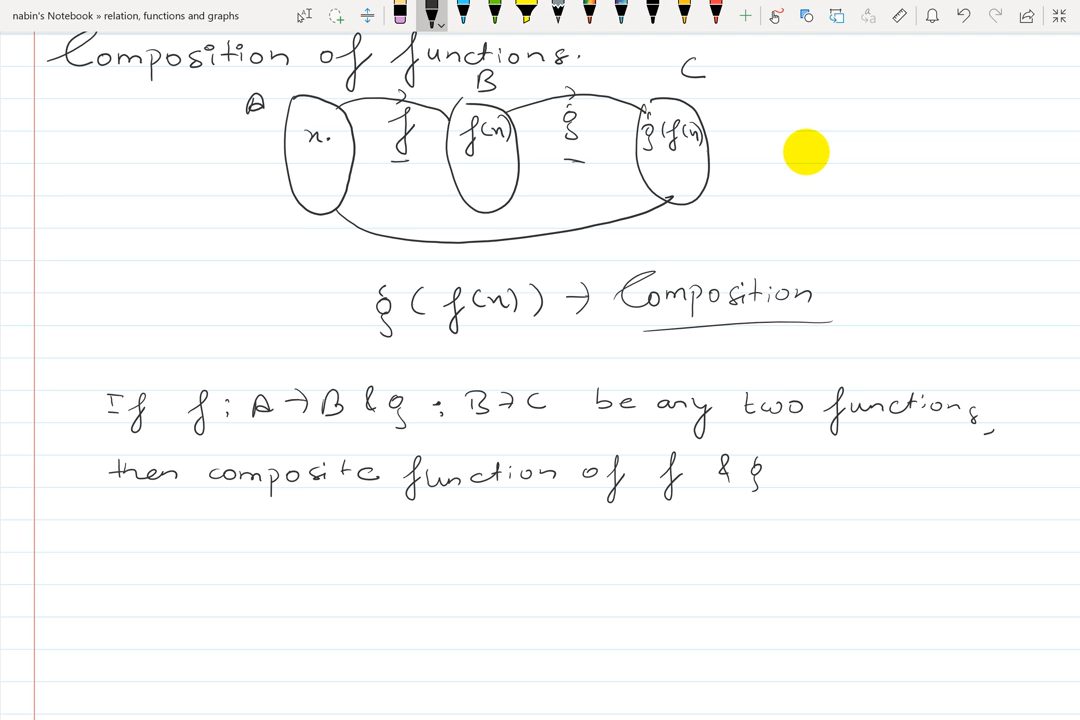 nabin's Notebook » relation, functions and graphs
Composition of functions.
A B C
x. f f(x) g g(f(x)
g(f(x)) → Composition
If f : A → B & g : B → C be any two functions,
then composite function of f & g